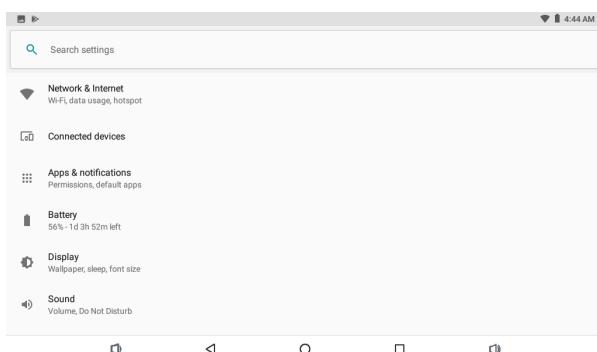 4:44 AM
Search settings
Network & Internet
Wi-Fi, data usage, hotspot
Connected devices
Apps & notifications
Permissions, default apps
Battery
56% - 1d 3h 52m left
Display
Wallpaper, sleep, font size
Sound
Volume, Do Not Disturb